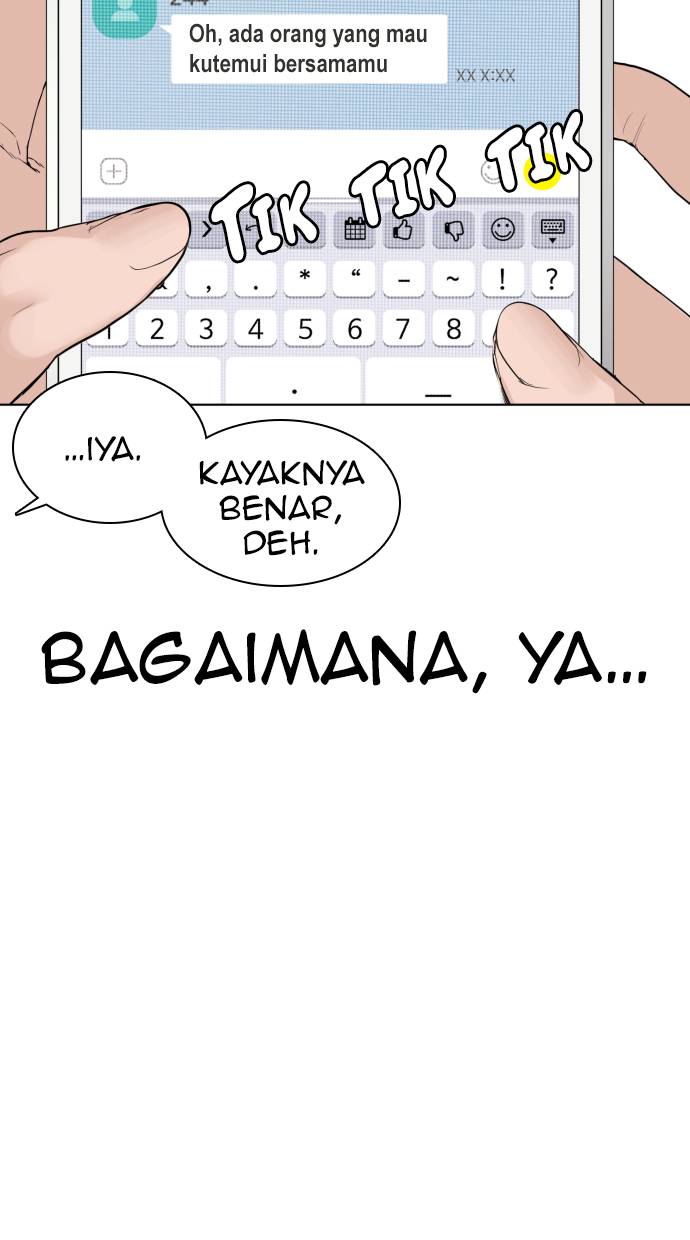 Oh, ada orang yang mau
kutemui bersamamu
XX X:XX
TIK TIK TIK
, . * “ – ~ ! ?
1 2 3 4 5 6 7 8
. _
...IYA.
KAYAKNYA
BENAR,
DEH.
BAGAIMANA, YA...